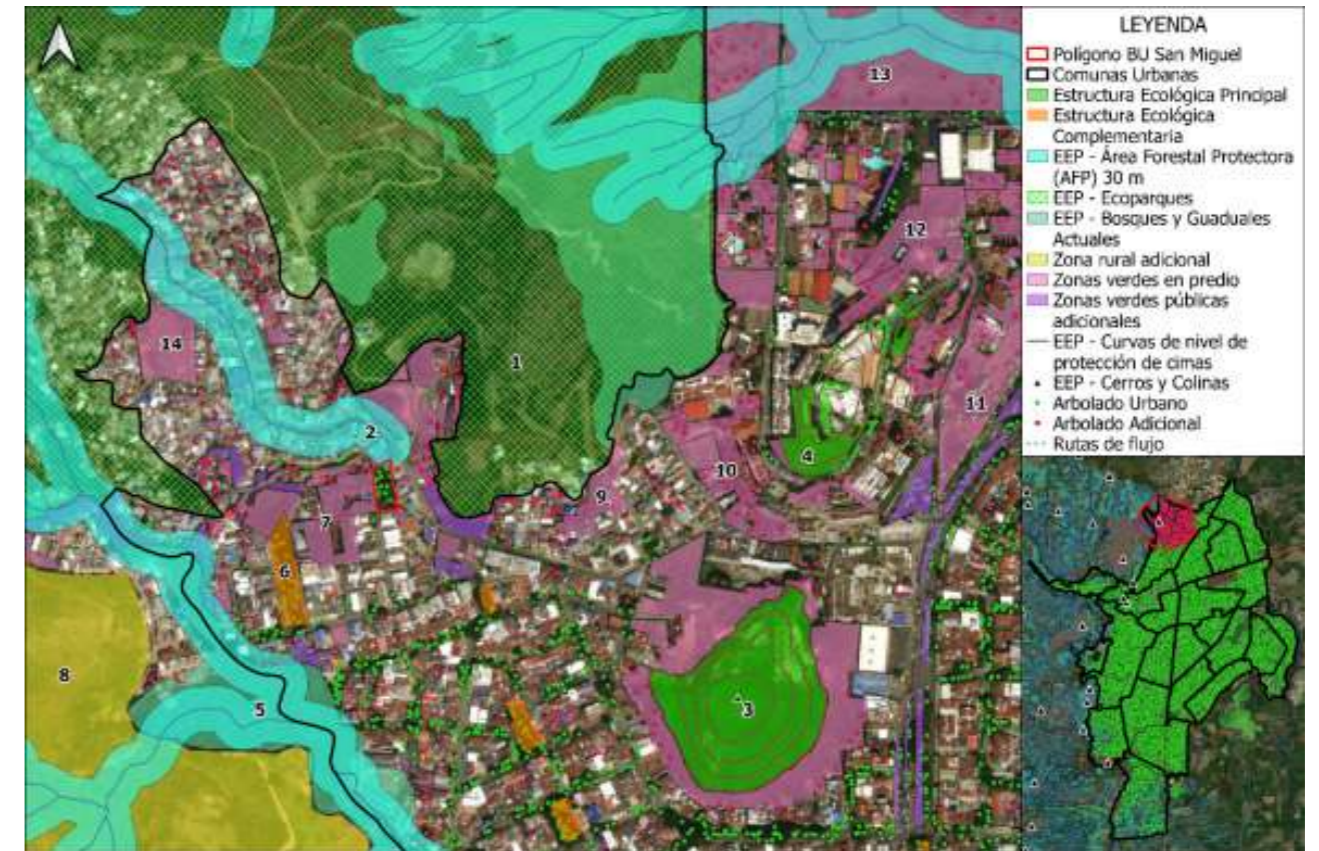 LEYENDA
Polígono BU San Miguel
Comunas Urbanas
Estructura Ecológica Principal
Estructura Ecológica
Complementaria
EEP - Área Forestal Protectora
(AFP) 30 m
EEP - Ecoparques
EEP - Bosques y Guaduales
Actuales
Zona rural adicional
Zonas verdes en predio
Zonas verdes públicas
adicionales
EEP - Curvas de nivel de
protección de cimas
EEP - Cerros y Colinas
Arbolado Urbano
Arbolado Adicional
Rutas de flujo
13
12
14
1
11
2
4
10
9
7
6
8
5
3